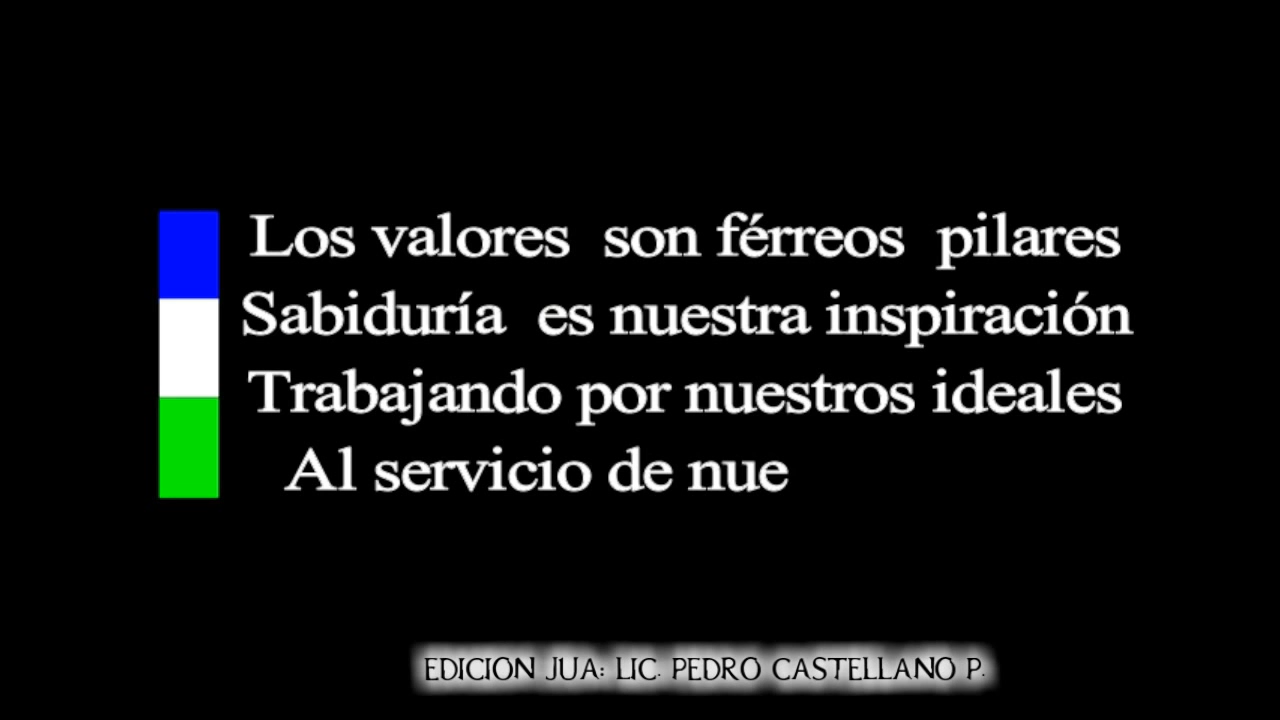 Los valores son férreos pilares
Sabiduría es nuestra inspiración
Trabajando por nuestros ideales
Al servicio de nue
EDICION JUA: LIC. PEDRO CASTELLANO P.